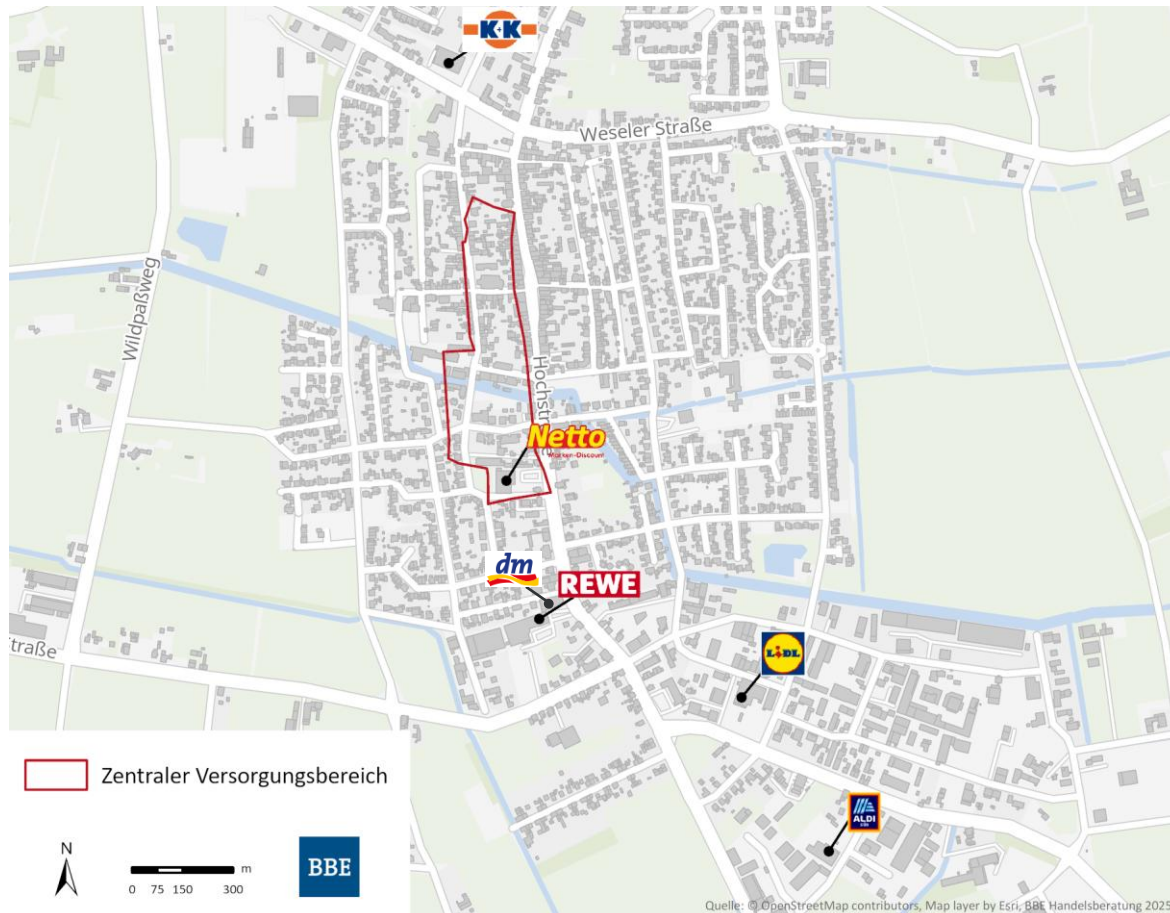 K+K
Weseler Straße
Wildpaßweg
Hochstr
Netto
Marken-Discount
dm
REWE
Straße
LIDL
ALDI
SÜD
Zentraler Versorgungsbereich
N
m
0 75 150 300
BBE
Quelle: © OpenStreetMap contributors, Map layer by Esri, BBE Handelsberatung 2025